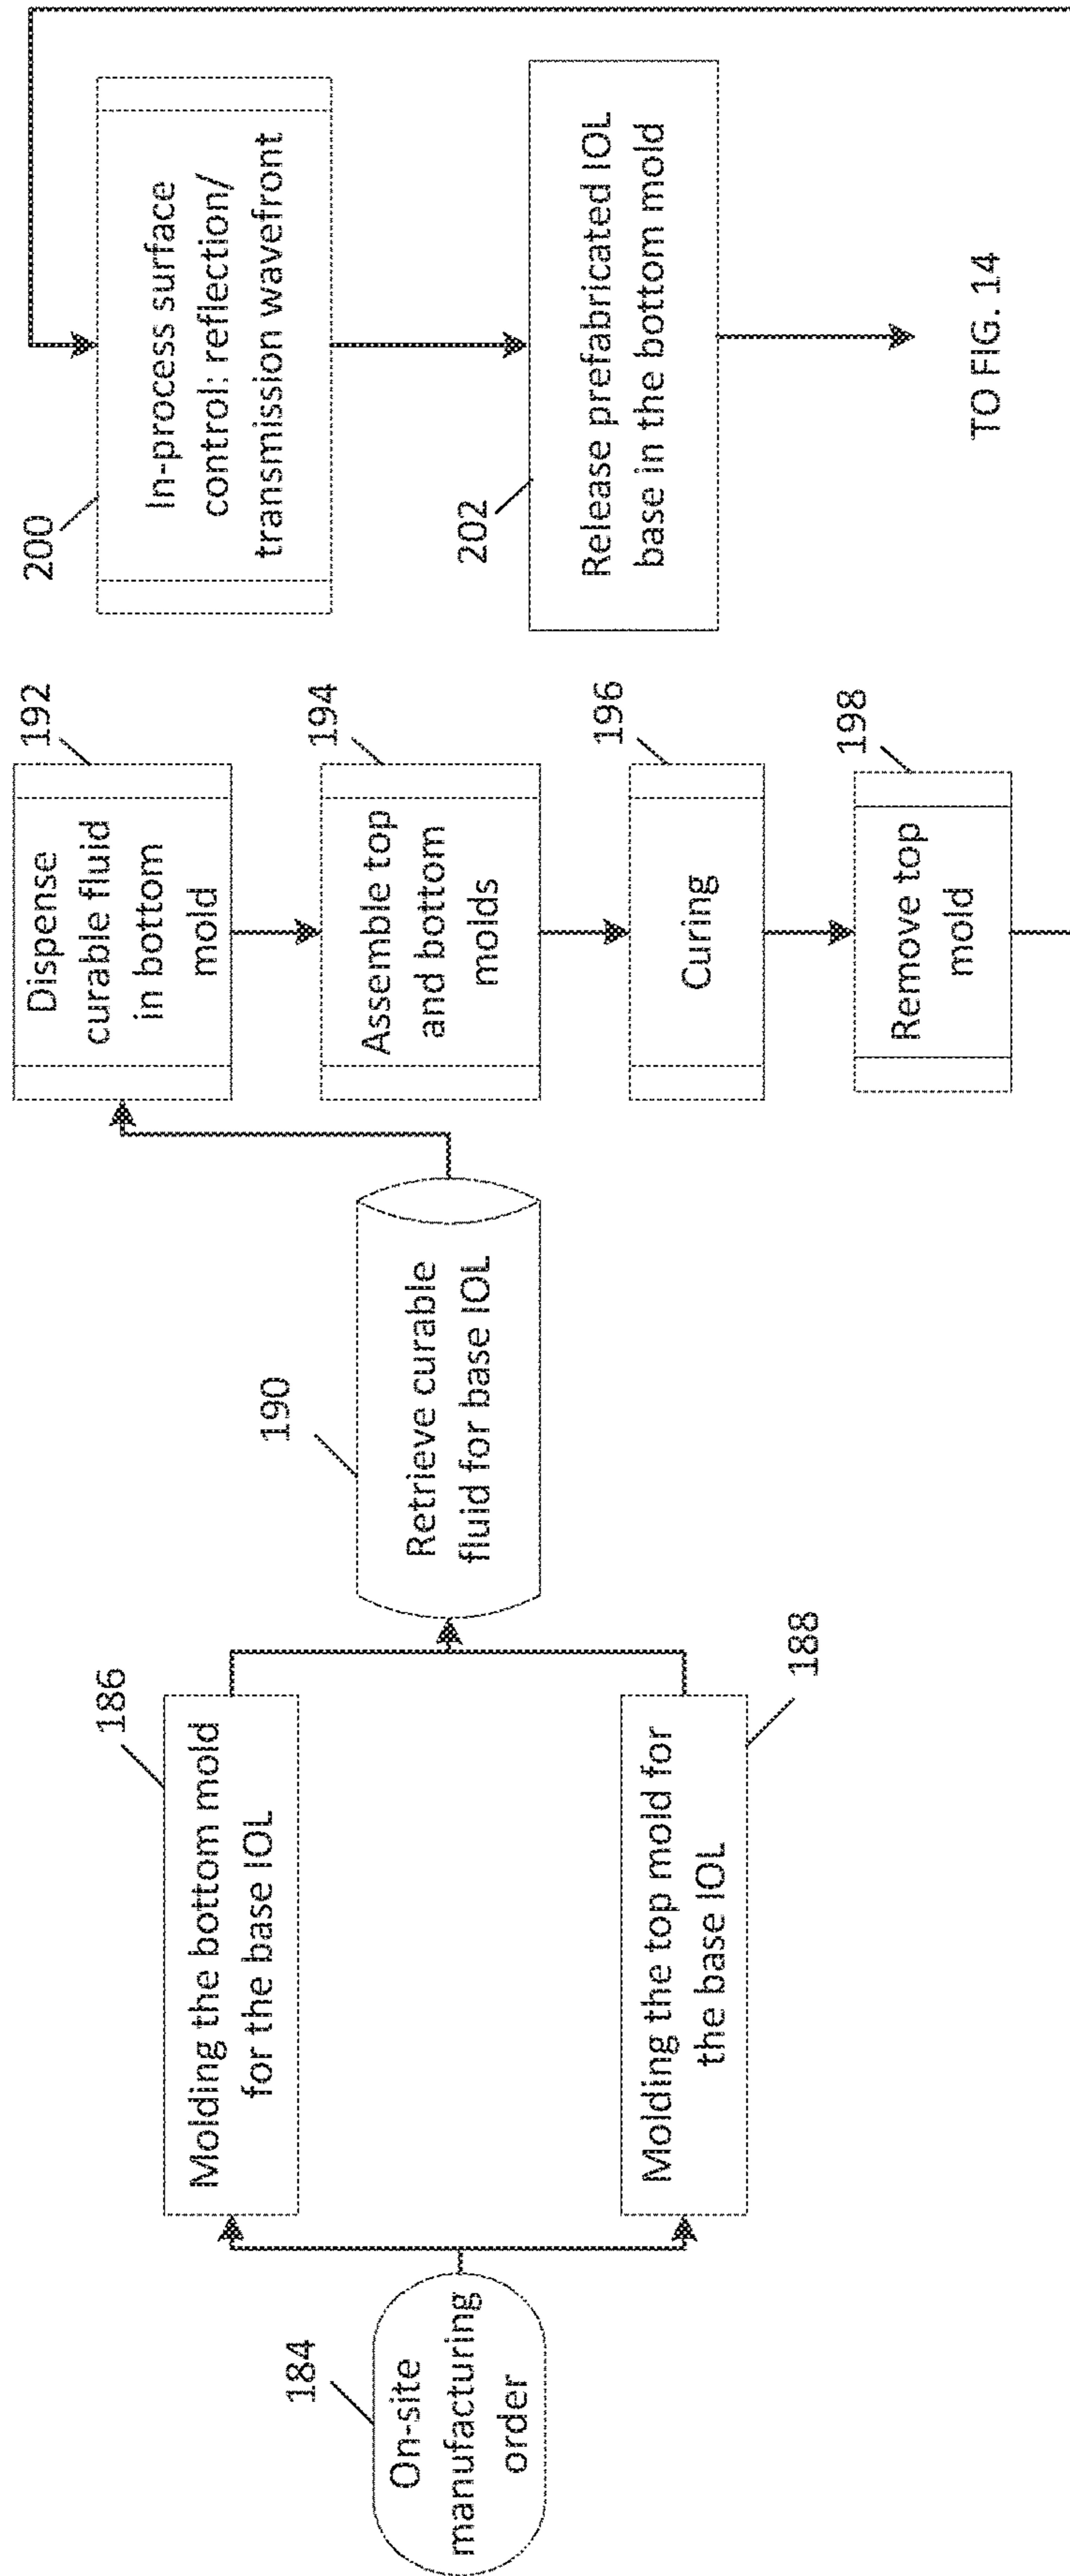 184
On-site
manufacturing
order
186
Molding the bottom mold
for the base IOL
188
Molding the top mold for
the base IOL
190
Retrieve curable
fluid for base IOL
192
Dispense
curable fluid
in bottom
mold
194
Assemble top
and bottom
molds
196
Curing
198
Remove top
mold
200
In-process surface
control: reflection/
transmission wavefront
202
Release prefabricated IOL
base in the bottom mold
TO FIG. 14